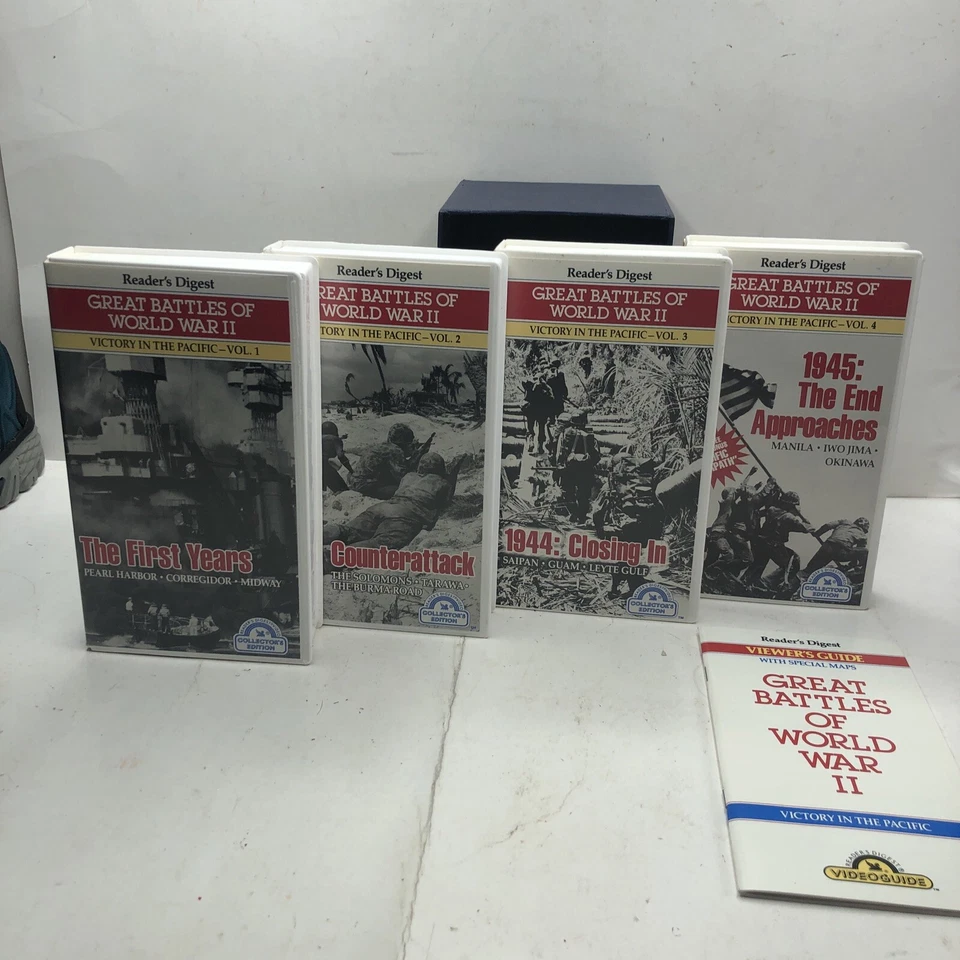 Reader's Digest
GREAT BATTLES OF
WORLD WAR II
VICTORY IN THE PACIFIC – VOL. 1
The First Years
PEARL HARBOR • CORREGIDOR • MIDWAY
COLLECTOR'S
EDITION
Reader's Digest
REAT BATTLES OF
WORLD WAR II
TORY IN THE PACIFIC – VOL. 2
Counterattack
THE SOLOMONS • TARAWA •
THE BURMA ROAD
COLLECTOR'S
EDITION
Reader's Digest
GREAT BATTLES OF
WORLD WAR II
VICTORY IN THE PACIFIC – VOL. 3
1944: Closing In
SAIPAN • GUAM • LEYTE GULF
COLLECTOR'S
EDITION
Reader's Digest
GREAT BATTLES OF
WORLD WAR II
ICTORY IN THE PACIFIC – VOL. 4
1945:
The End
Approaches
MANILA • IWO JIMA •
OKINAWA
COLLECTOR'S
EDITION
Reader's Digest
VIEWER'S GUIDE
WITH SPECIAL MAPS
GREAT
BATTLES
OF
WORLD
WAR
II
VICTORY IN THE PACIFIC
READER'S DIGEST
VIDEOGUIDE